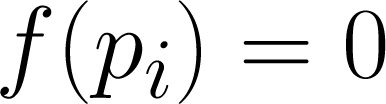 f(p_i) = 0